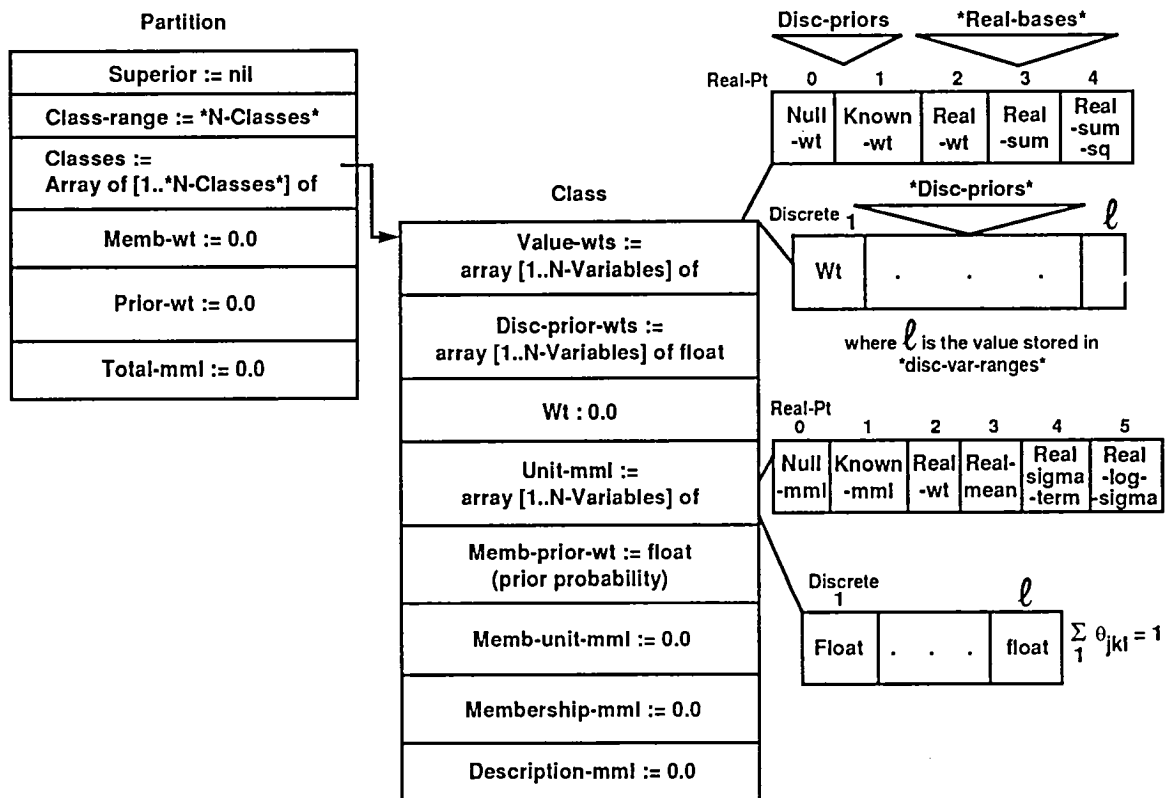 Partition
Superior := nil
Class-range := *N-Classes*
Classes :=
Array of [1..*N-Classes*] of
Memb-wt := 0.0
Prior-wt := 0.0
Total-mml := 0.0
Class
Value-wts :=
array [1..N-Variables] of
Disc-prior-wts :=
array [1..N-Variables] of float
Wt : 0.0
Unit-mml :=
array [1..N-Variables] of
Memb-prior-wt := float
(prior probability)
Memb-unit-mml := 0.0
Membership-mml := 0.0
Description-mml := 0.0
Disc-priors *Real-bases*
Real-Pt 0 1 2 3 4
Null
-wt
Known
-wt
Real
-wt
Real
-sum
Real
-sum
-sq
*Disc-priors*
Discrete
1 ℓ
Wt . . .
where ℓ is the value stored in
*disc-var-ranges*
Real-Pt
0 1 2 3 4 5
Null
-mml
Known
-mml
Real
-wt
Real-
mean
Real
sigma
-term
Real
-log-
-sigma
Discrete
1 ℓ
Float . . . float
Σ θjkl = 1
1